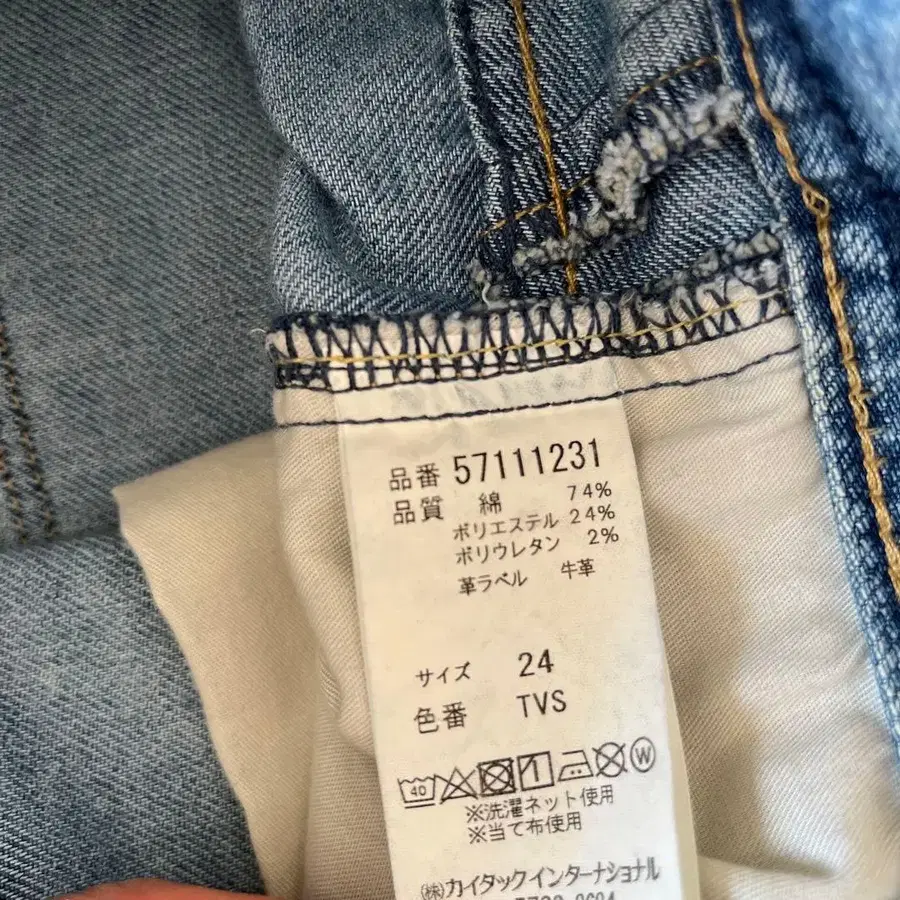 品番 57111231
品質 綿 74%
ポリエステル 24%
ポリウレタン 2%
革ラベル 牛革
サイズ 24
色番 TVS
40 W
※洗濯ネット使用
※当て布使用
(株)カイタックインターナショナル